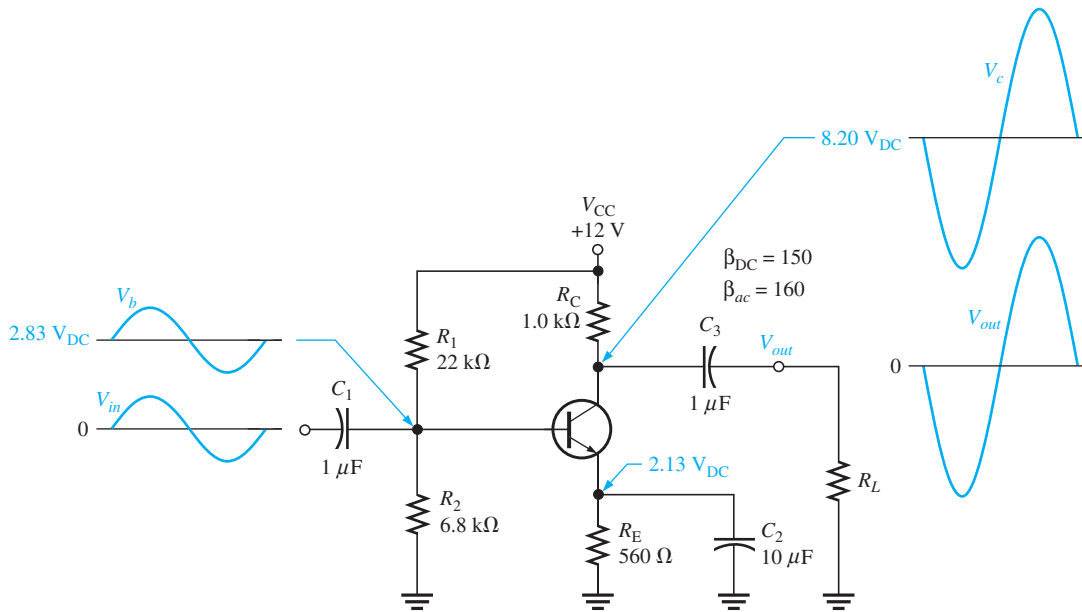 V_c
8.20 V_DC
V_CC
+12 V
β_DC = 150
β_ac = 160
R_C
1.0 kΩ
V_b
2.83 V_DC
R_1
22 kΩ
C_3
1 μF
V_out
V_out
0
V_in
0
C_1
1 μF
2.13 V_DC
R_L
R_2
6.8 kΩ
R_E
560 Ω
C_2
10 μF